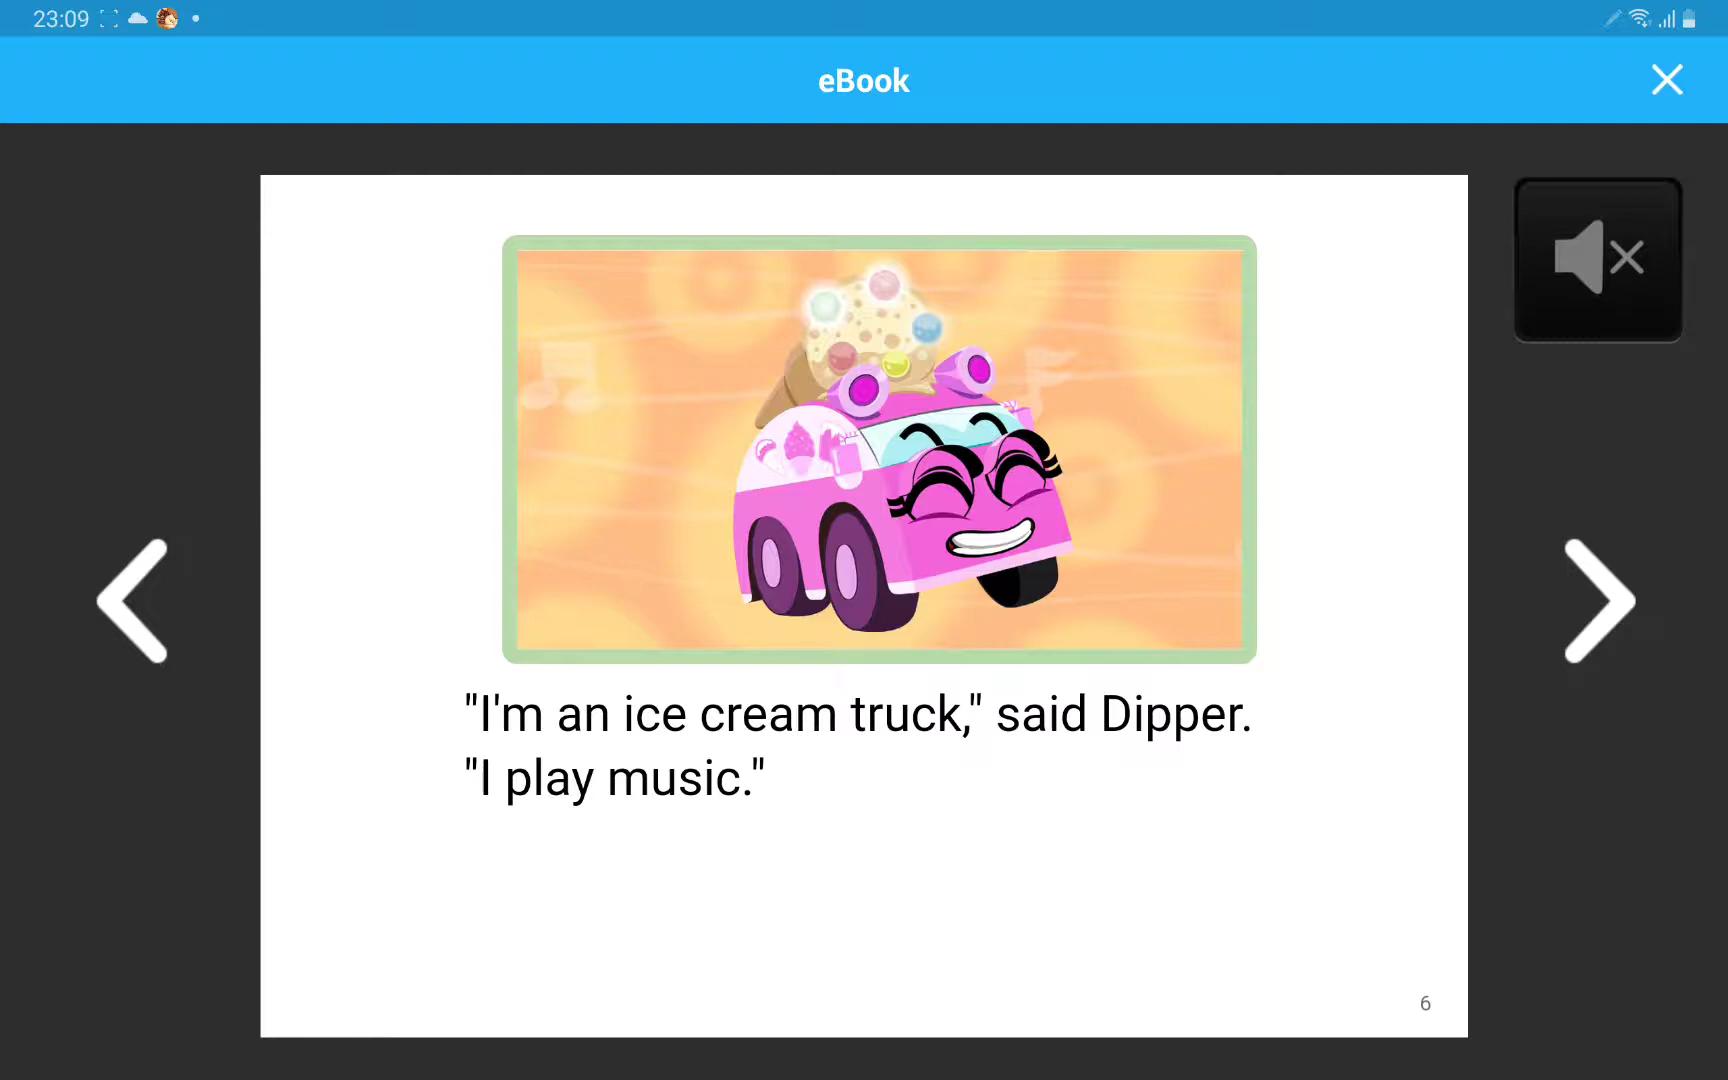 23:09
eBook
"I'm an ice cream truck," said Dipper.
"I play music."
6